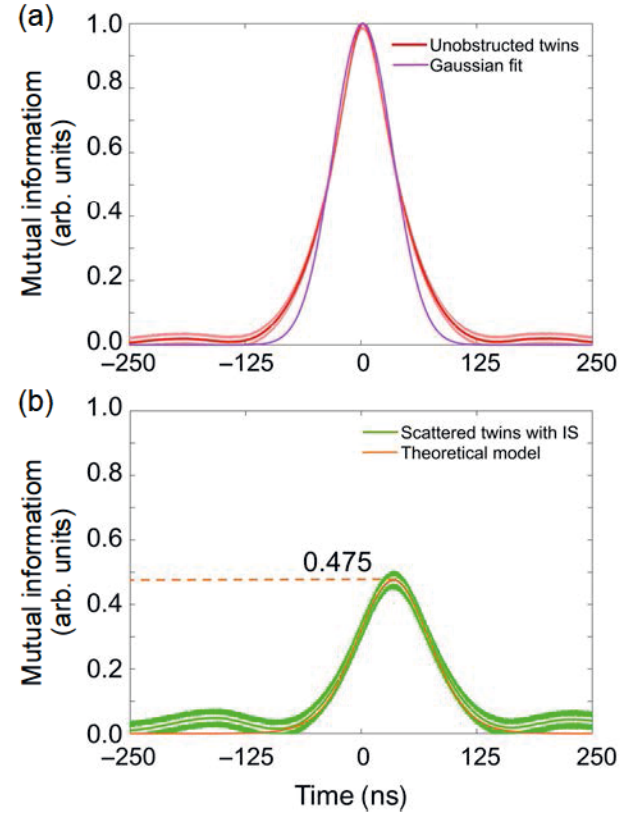 (a)
1.0
0.8
0.6
0.4
0.2
0.0
Mutual informatiom
(arb. units)
Unobstructed twins
Gaussian fit
−250
−125
0
125
250
(b)
1.0
0.8
0.6
0.4
0.2
0.0
Mutual informatiom
(arb. units)
Scattered twins with IS
Theoretical model
0.475
−250
−125
0
125
250
Time (ns)